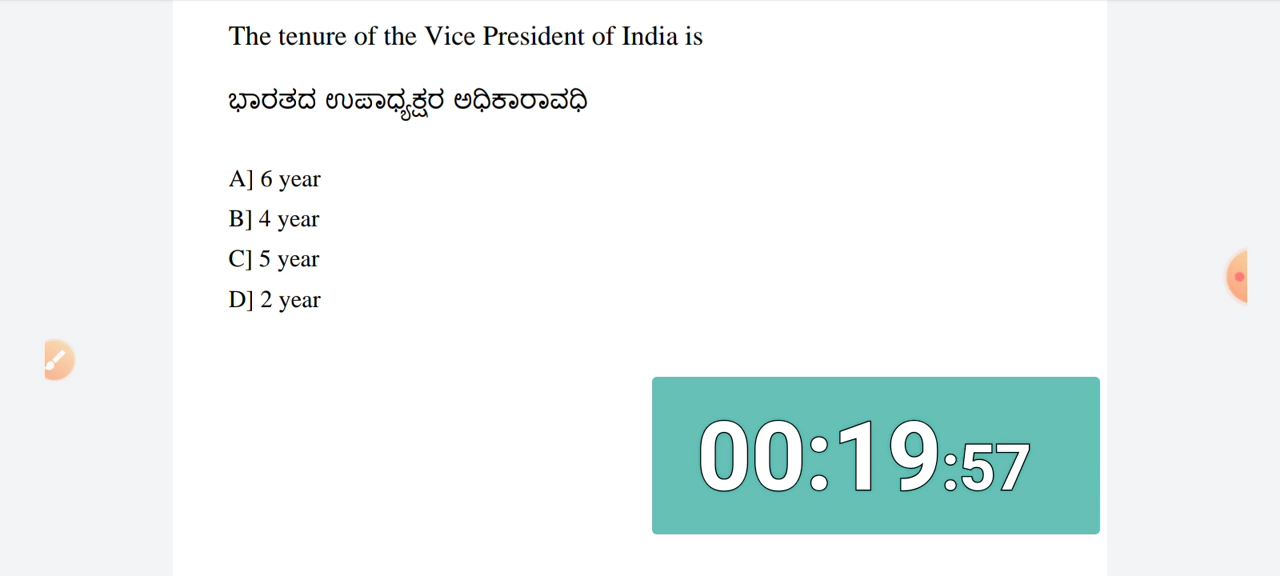 The tenure of the Vice President of India is
ಭಾರತದ ಉಪಾಧ್ಯಕ್ಷರ ಅಧಿಕಾರಾವಧಿ
A] 6 year
B] 4 year
C] 5 year
D] 2 year
00:19:57